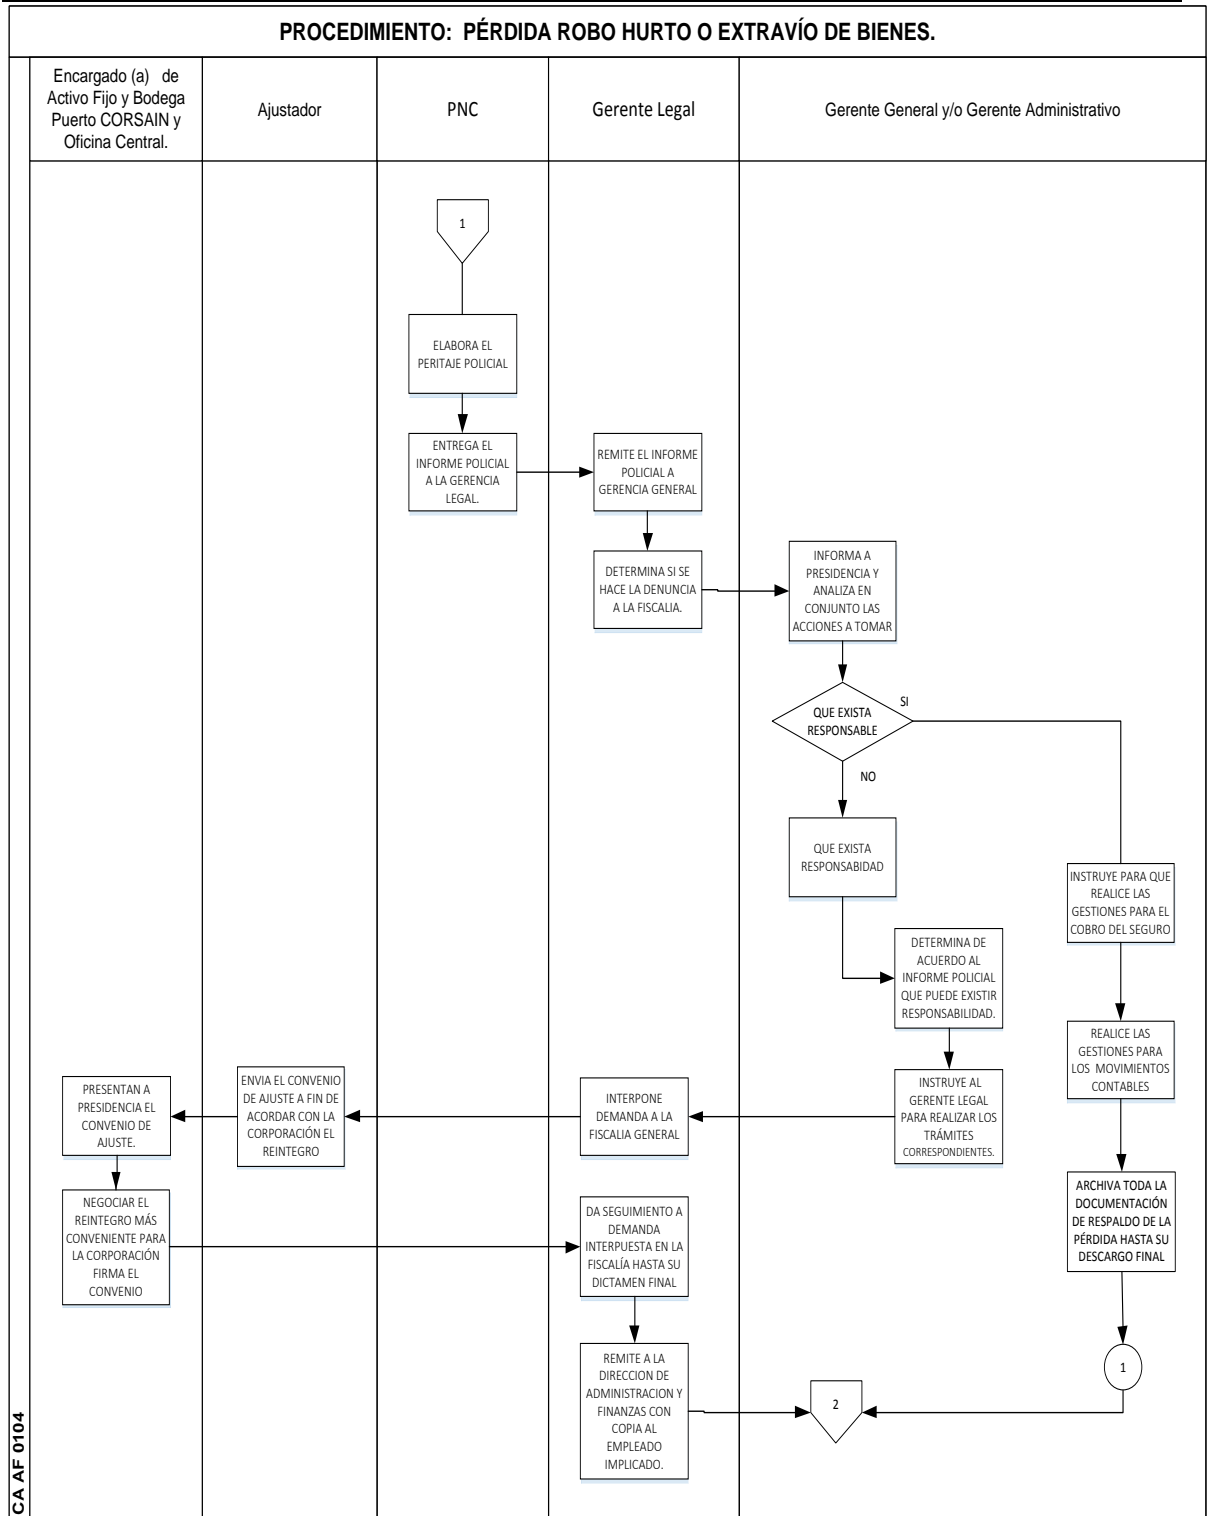 PROCEDIMIENTO: PÉRDIDA ROBO HURTO O EXTRAVÍO DE BIENES.
Encargado (a) de
Activo Fijo y Bodega
Puerto CORSAIN y
Oficina Central.
Ajustador
PNC
Gerente Legal
Gerente General y/o Gerente Administrativo
1
ELABORA EL
PERITAJE POLICIAL
ENTREGA EL
INFORME POLICIAL
A LA GERENCIA
LEGAL.
REMITE EL INFORME
POLICIAL A
GERENCIA GENERAL
DETERMINA SI SE
HACE LA DENUNCIA
A LA FISCALIA.
INFORMA A
PRESIDENCIA Y
ANALIZA EN
CONJUNTO LAS
ACCIONES A TOMAR
QUE EXISTA
RESPONSABLE
SI
NO
QUE EXISTA
RESPONSABIDAD
INSTRUYE PARA QUE
REALICE LAS
GESTIONES PARA EL
COBRO DEL SEGURO
DETERMINA DE
ACUERDO AL
INFORME POLICIAL
QUE PUEDE EXISTIR
RESPONSABILIDAD.
REALICE LAS
GESTIONES PARA
LOS MOVIMIENTOS
CONTABLES
PRESENTAN A
PRESIDENCIA EL
CONVENIO DE
AJUSTE.
ENVIA EL CONVENIO
DE AJUSTE A FIN DE
ACORDAR CON LA
CORPORACIÓN EL
REINTEGRO
INTERPONE
DEMANDA A LA
FISCALIA GENERAL
INSTRUYE AL
GERENTE LEGAL
PARA REALIZAR LOS
TRÁMITES
CORRESPONDIENTES.
NEGOCIAR EL
REINTEGRO MÁS
CONVENIENTE PARA
LA CORPORACIÓN
FIRMA EL
CONVENIO
DA SEGUIMIENTO A
DEMANDA
INTERPUESTA EN LA
FISCALÍA HASTA SU
DICTAMEN FINAL
ARCHIVA TODA LA
DOCUMENTACIÓN
DE RESPALDO DE LA
PÉRDIDA HASTA SU
DESCARGO FINAL
REMITE A LA
DIRECCION DE
ADMINISTRACION Y
FINANZAS CON
COPIA AL
EMPLEADO
IMPLICADO.
1
2
CA AF 0104